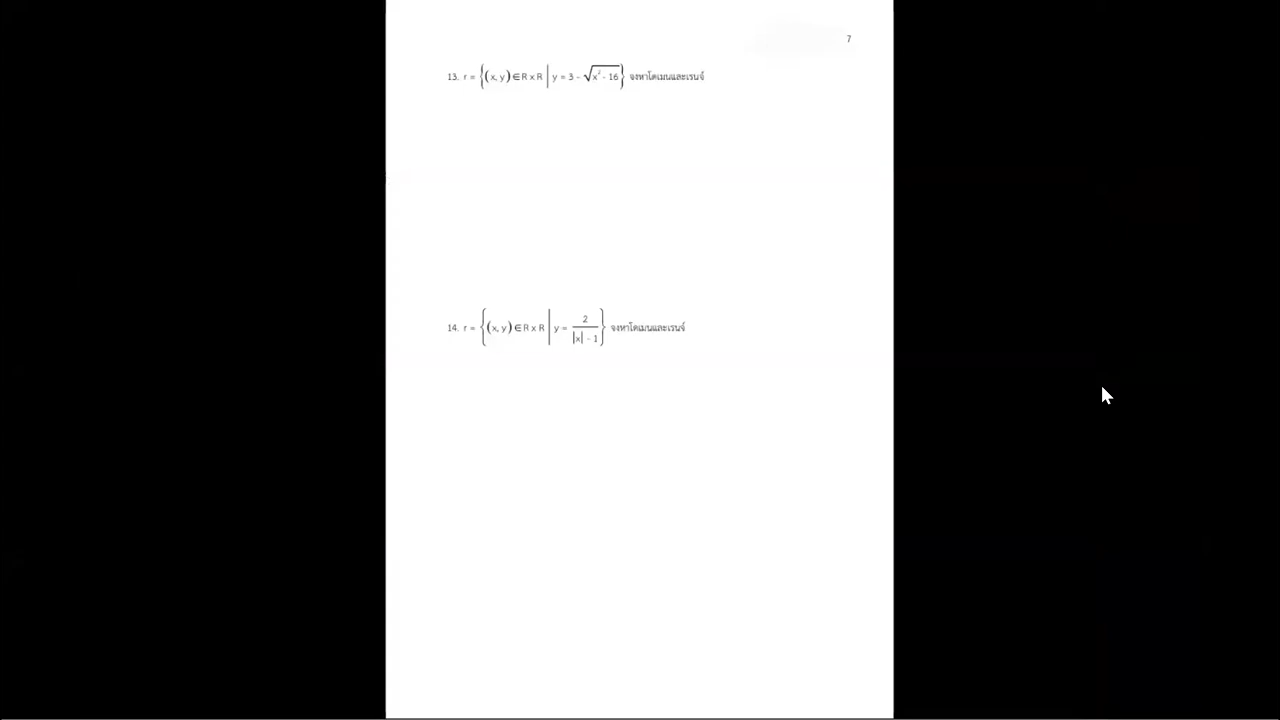 7
13. r = {(x, y) ∈ R x R | y = 3 - √(x² - 16)} จงหาโดเมนและเรนจ์
14. r = {(x, y) ∈ R x R | y = 2 / (|x| - 1)} จงหาโดเมนและเรนจ์